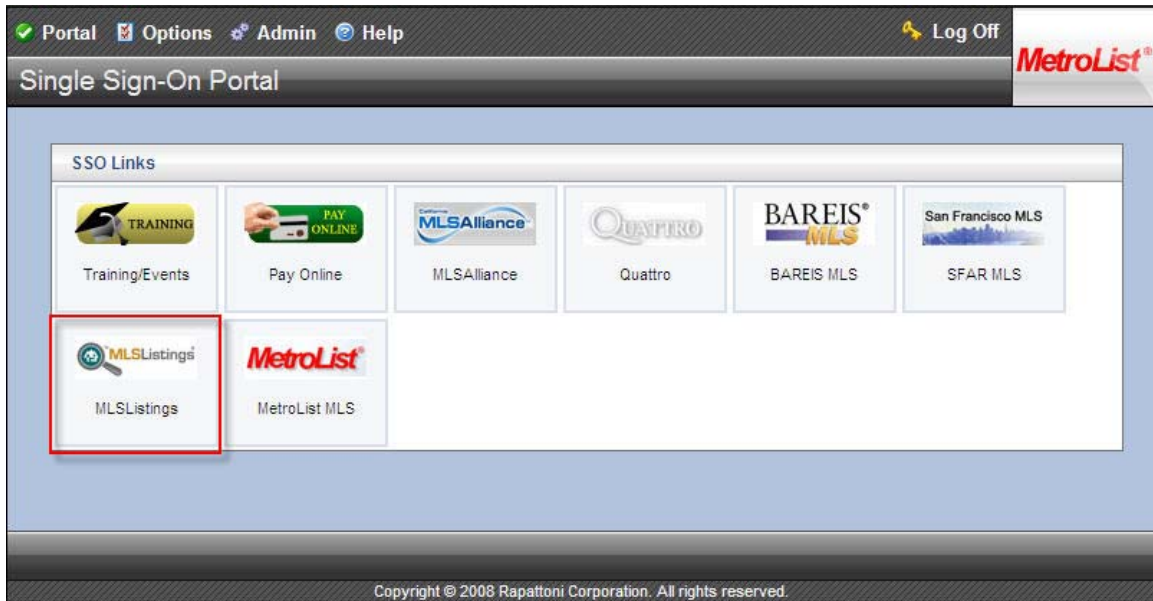 Portal Options Admin Help Log Off
MetroList®
Single Sign-On Portal
SSO Links
TRAINING
PAY ONLINE
California MLSAlliance
QUATTRO
BAREIS® MLS
San Francisco MLS
Training/Events
Pay Online
MLSAlliance
Quattro
BAREIS MLS
SFAR MLS
MLSListings
MetroList®
MLSListings
MetroList MLS
Copyright © 2008 Rapattoni Corporation. All rights reserved.